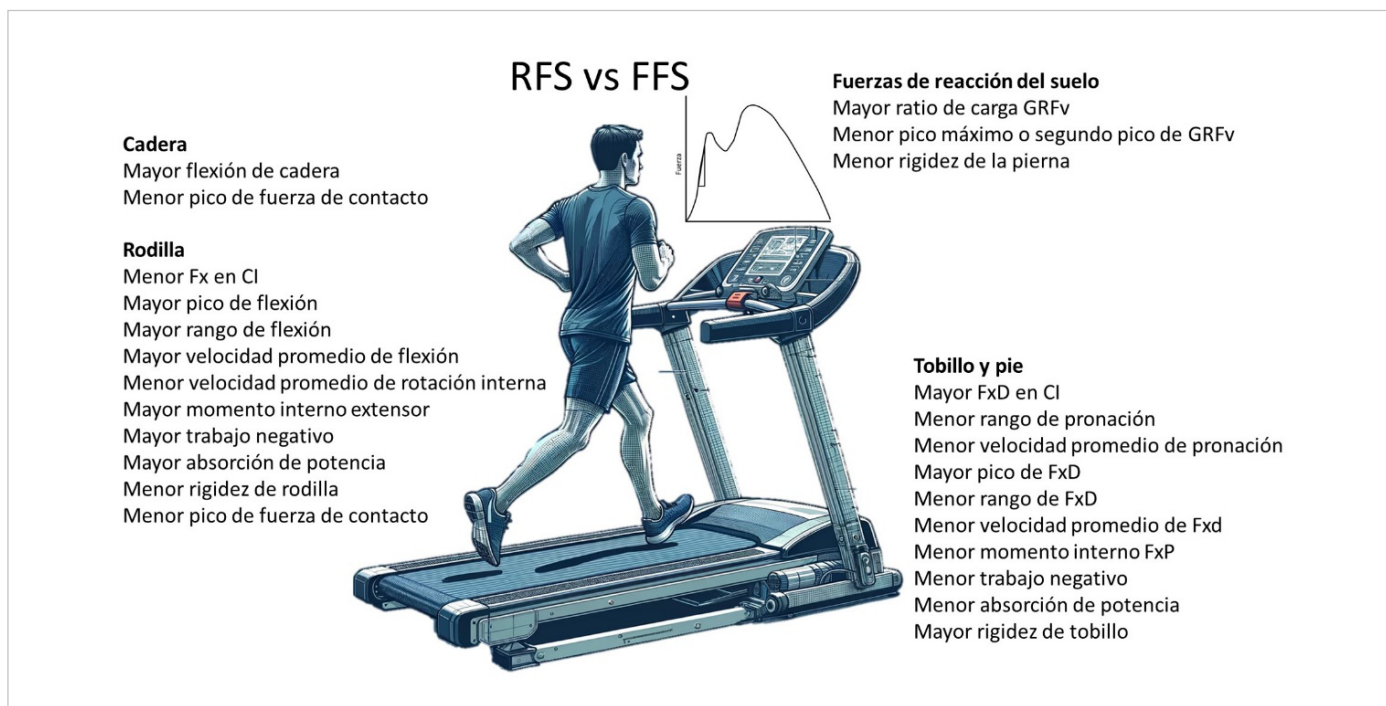 RFS vs FFS
Fuerza
Fuerzas de reacción del suelo
Mayor ratio de carga GRFv
Menor pico máximo o segundo pico de GRFv
Menor rigidez de la pierna
Cadera
Mayor flexión de cadera
Menor pico de fuerza de contacto
Rodilla
Menor Fx en CI
Mayor pico de flexión
Mayor rango de flexión
Mayor velocidad promedio de flexión
Menor velocidad promedio de rotación interna
Mayor momento interno extensor
Mayor trabajo negativo
Mayor absorción de potencia
Menor rigidez de rodilla
Menor pico de fuerza de contacto
Tobillo y pie
Mayor FxD en CI
Menor rango de pronación
Menor velocidad promedio de pronación
Mayor pico de FxD
Menor rango de FxD
Menor velocidad promedio de Fxd
Menor momento interno FxP
Menor trabajo negativo
Menor absorción de potencia
Mayor rigidez de tobillo